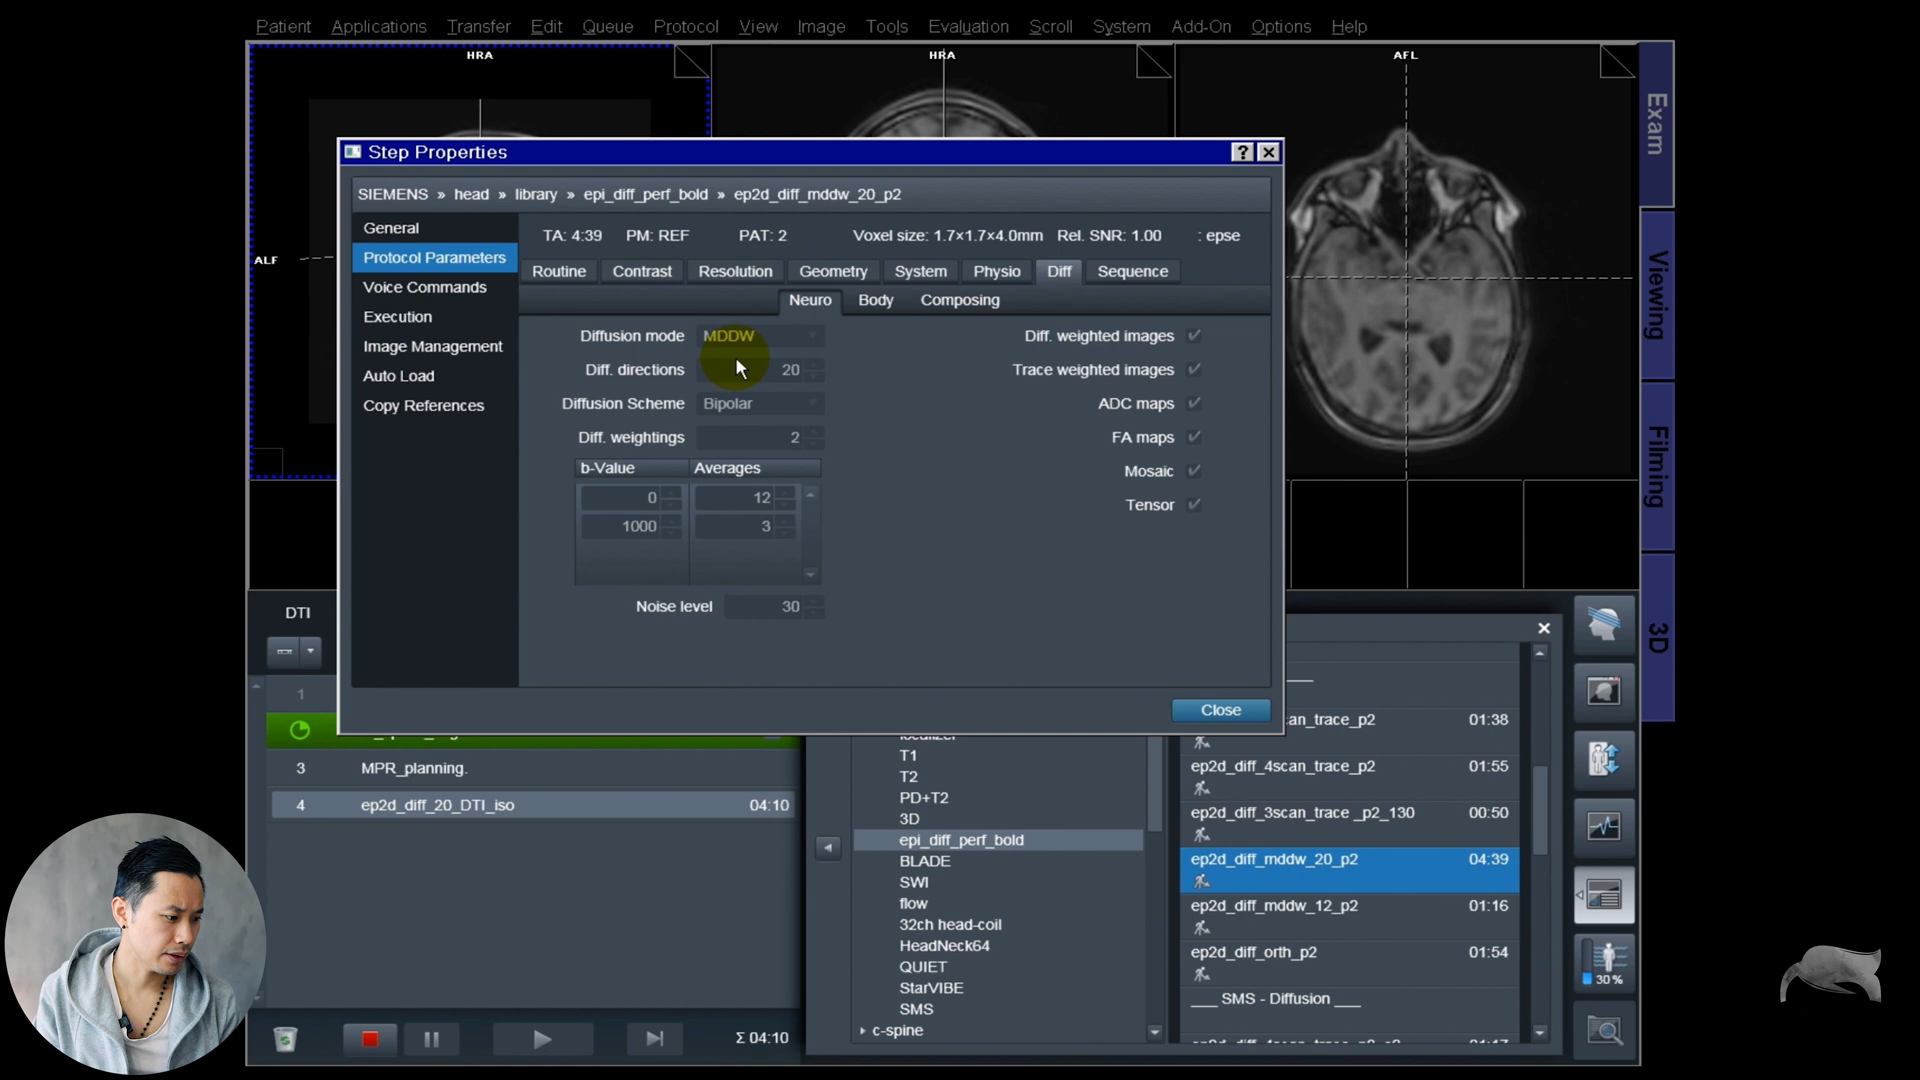 Patient Applications Transfer Edit Queue Protocol View Image Tools Evaluation Scroll System Add-On Options Help
HRA
HRA
AFL
ALF
Exam
Viewing
Filming
3D
Step Properties
SIEMENS » head » library » epi_diff_perf_bold » ep2d_diff_mddw_20_p2
General
Protocol Parameters
Voice Commands
Execution
Image Management
Auto Load
Copy References
TA: 4:39 PM: REF PAT: 2 Voxel size: 1.7×1.7×4.0mm Rel. SNR: 1.00 : epse
Routine Contrast Resolution Geometry System Physio Diff Sequence
Neuro Body Composing
Diffusion mode MDDW
Diff. directions 20
Diffusion Scheme Bipolar
Diff. weightings 2
b-Value Averages
0 12
1000 3
Noise level 30
Diff. weighted images
Trace weighted images
ADC maps
FA maps
Mosaic
Tensor
Close
DTI
1
3 MPR_planning.
4 ep2d_diff_20_DTI_iso 04:10
Σ 04:10
localizer
T1
T2
PD+T2
3D
epi_diff_perf_bold
BLADE
SWI
flow
32ch head-coil
HeadNeck64
QUIET
StarVIBE
SMS
c-spine
an_trace_p2 01:38
ep2d_diff_4scan_trace_p2 01:55
ep2d_diff_3scan_trace _p2_130 00:50
ep2d_diff_mddw_20_p2 04:39
ep2d_diff_mddw_12_p2 01:16
ep2d_diff_orth_p2 01:54
___ SMS - Diffusion ___
30 %